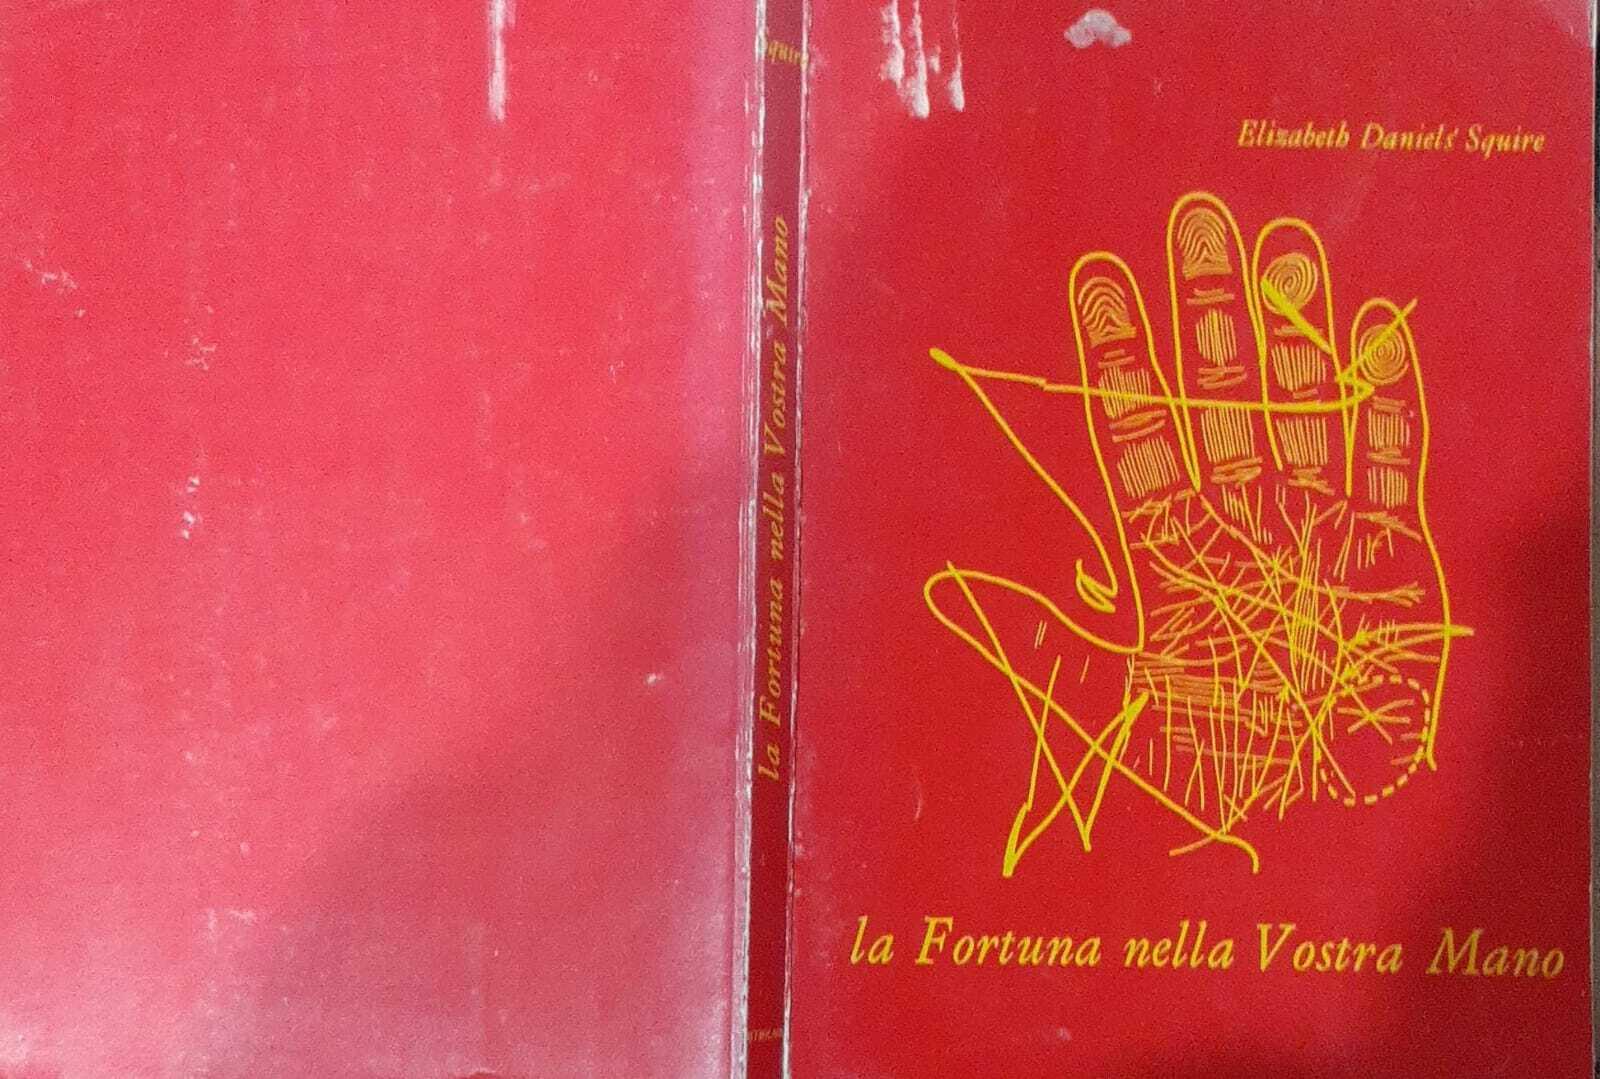 Squire
la Fortuna nella Vostra Mano
Elizabeth Daniels Squire
la Fortuna nella Vostra Mano